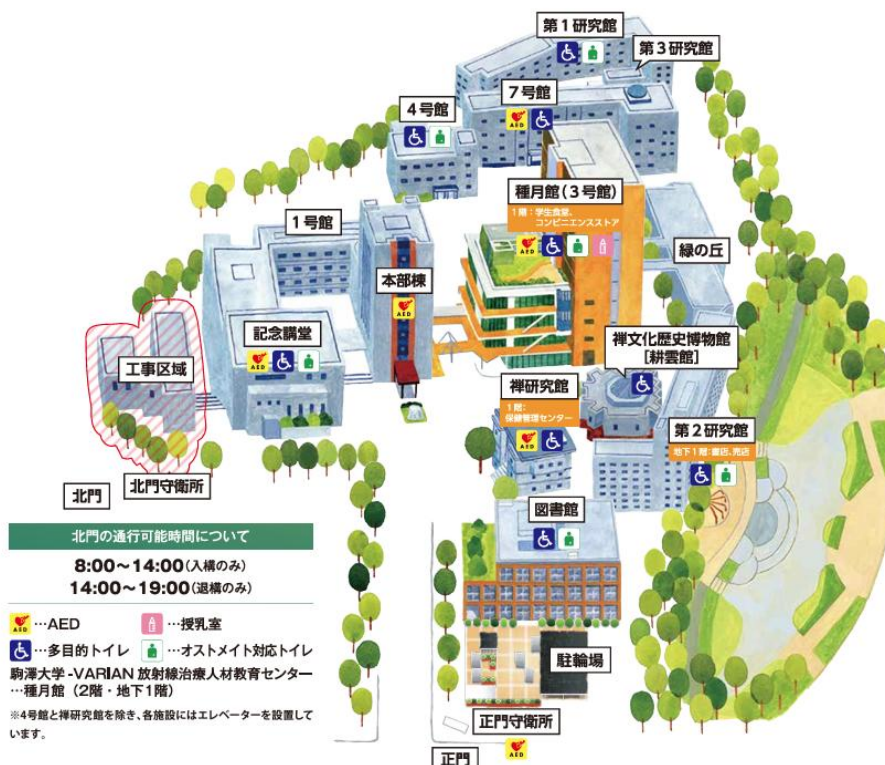 第1研究館
第3研究館
7号館
AED
4号館
種月館（3号館）
1階：学生食堂、
コンビニエンスストア
AED
1号館
緑の丘
本部棟
AED
禅文化歴史博物館
［耕雲館］
記念講堂
AED
工事区域
禅研究館
1階：
保健管理センター
AED
第2研究館
地下1階：書店、売店
北門
北門守衛所
図書館
北門の通行可能時間について
8:00～14:00（入構のみ）
14:00～19:00（退構のみ）
AED …AED
…授乳室
…多目的トイレ
…オストメイト対応トイレ
駒澤大学-VARIAN 放射線治療人材教育センター
…種月館（2階・地下1階）
※4号館と禅研究館を除き、各施設にはエレベーターを設置して
います。
駐輪場
正門守衛所
正門
AED